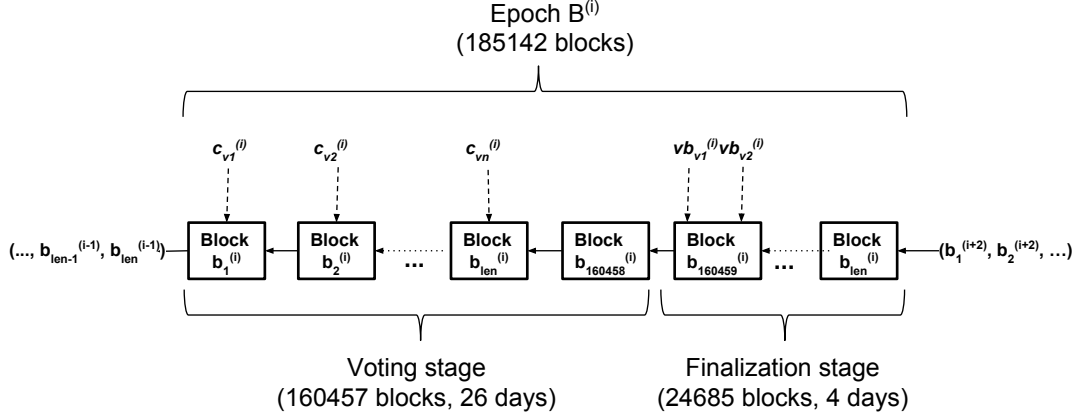 Epoch B^(i)
(185142 blocks)
c_v1^(i) c_v2^(i) c_vn^(i) vb_v1^(i) vb_v2^(i)
(..., b_len-1^(i-1), b_len^(i-1)) Block b_1^(i) Block b_2^(i) ... Block b_len^(i) Block b_160458^(i) Block b_160459^(i) ... Block b_len^(i) (b_1^(i+2), b_2^(i+2), ...)
Voting stage
(160457 blocks, 26 days)
Finalization stage
(24685 blocks, 4 days)